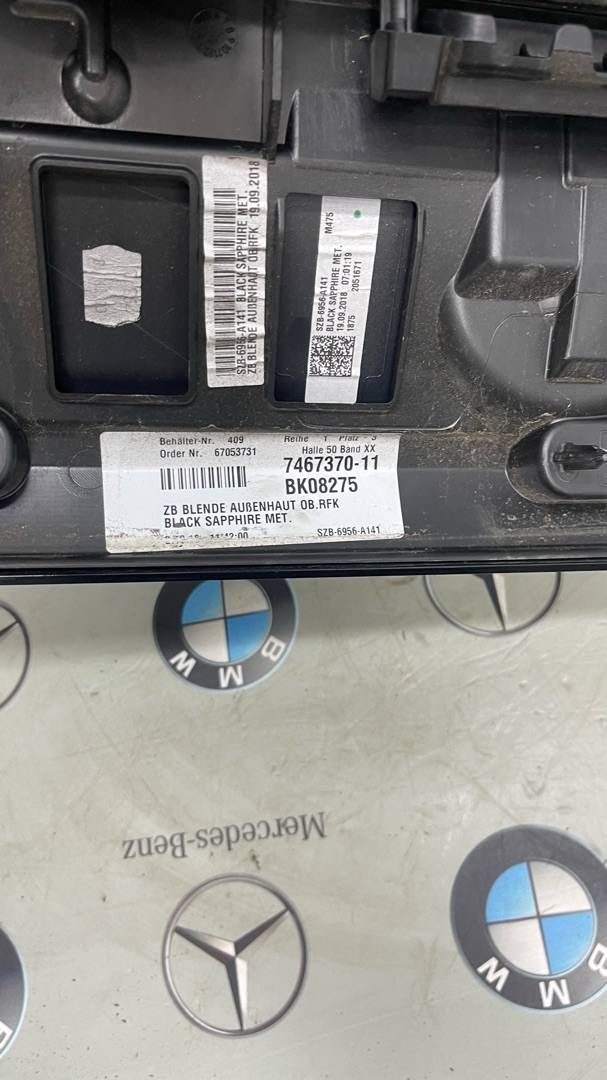 SZB-6956-A141 BLACK SAPPHIRE MET.
ZB BLENDE AUßENHAUT OB.RFK 19.09.2018
M475
SZB-6956-A141
BLACK SAPPHIRE MET.
19.09.2018 07:01:19
1875 2051671
Behälter-Nr. 409 Reihe 1 Platz - 3
Order Nr. 67053731 Halle 50 Band XX
7467370-11
BK08275
ZB BLENDE AUßENHAUT OB.RFK
BLACK SAPPHIRE MET.
SZB-6956-A141
BMW
Mercedes-Benz
BMW